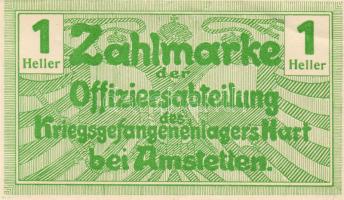 1 Heller
Zahlmarke
1 Heller
der
Offiziersabteilung
des
Kriegsgefangenenlagers Hart
bei Amstetten.